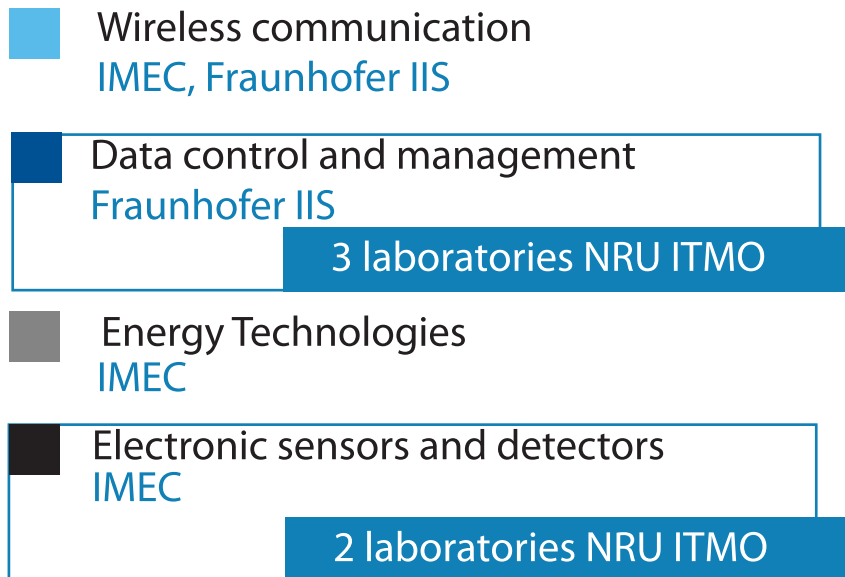 Wireless communication
IMEC, Fraunhofer IIS
Data control and management
Fraunhofer IIS
3 laboratories NRU ITMO
Energy Technologies
IMEC
Electronic sensors and detectors
IMEC
2 laboratories NRU ITMO